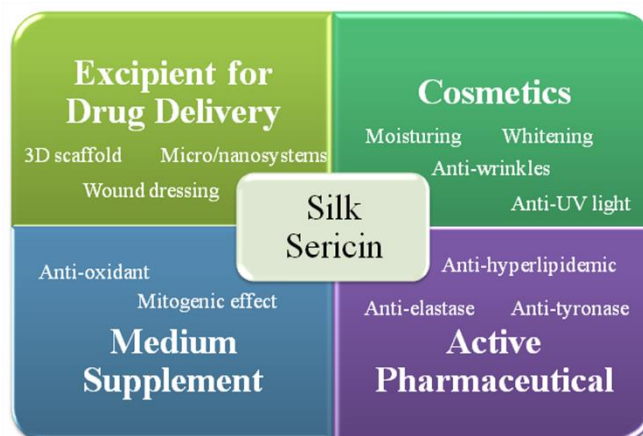 Excipient for
Drug Delivery
3D scaffold Micro/nanosystems
Wound dressing
Cosmetics
Moisturing Whitening
Anti-wrinkles
Anti-UV light
Silk
Sericin
Anti-oxidant
Mitogenic effect
Medium
Supplement
Anti-hyperlipidemic
Anti-elastase Anti-tyronase
Active
Pharmaceutical